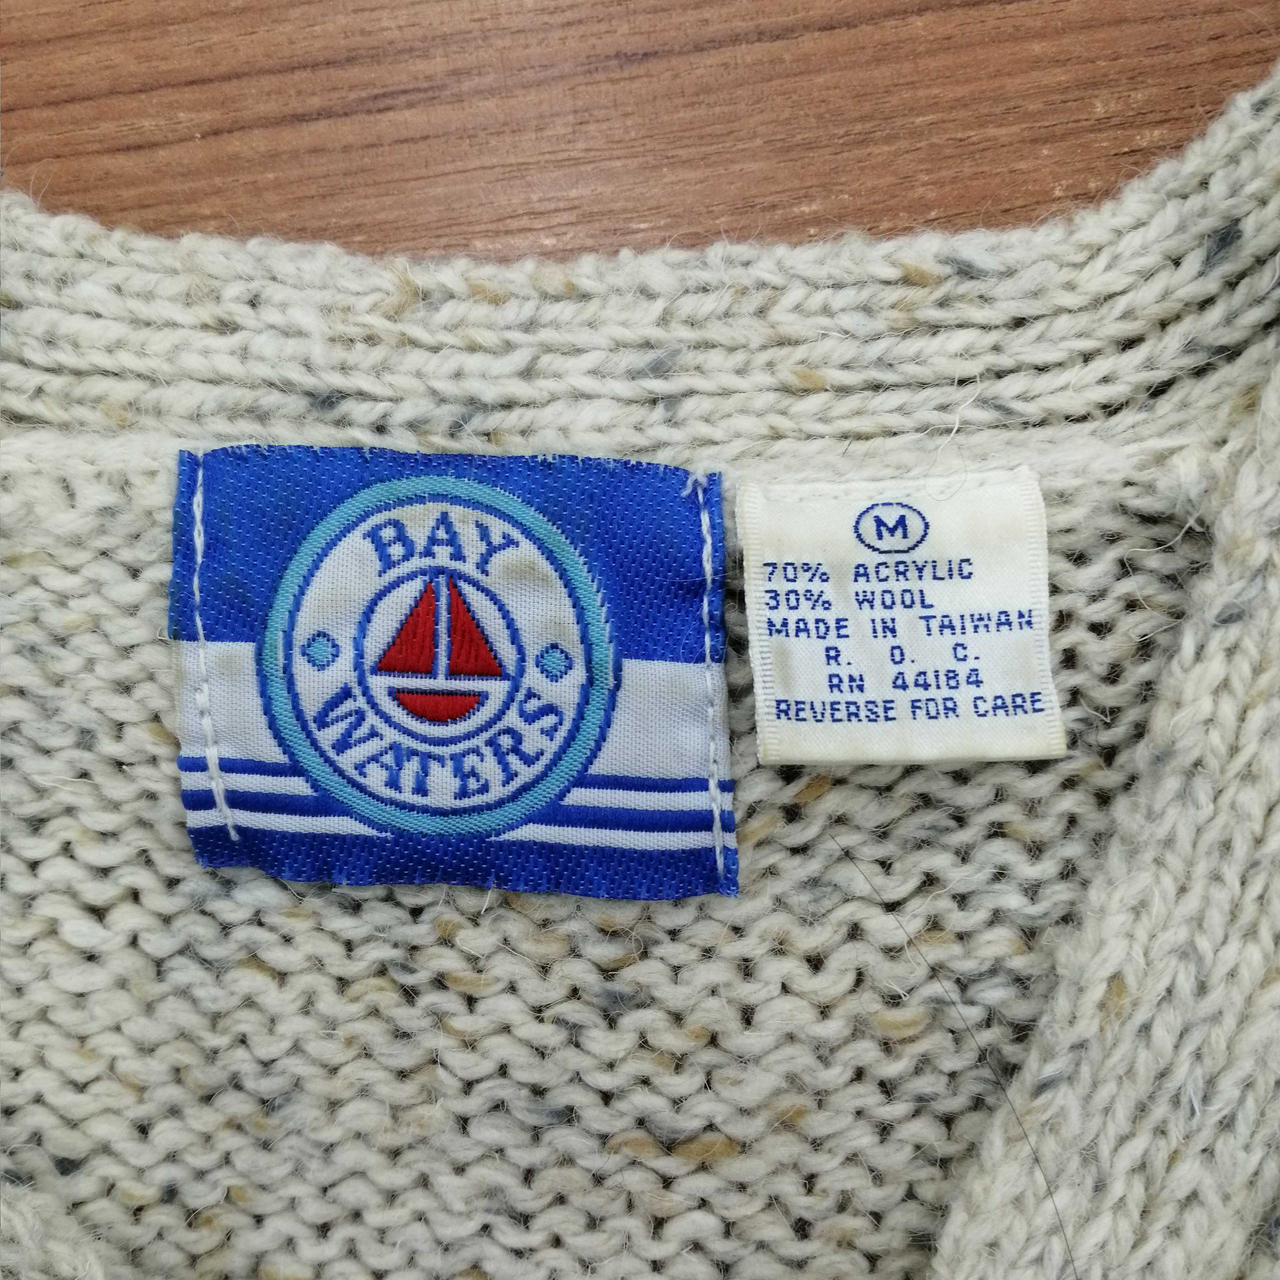 BAY
WATERS
M
70% ACRYLIC
30% WOOL
MADE IN TAIWAN
R. O. C.
RN 44184
REVERSE FOR CARE